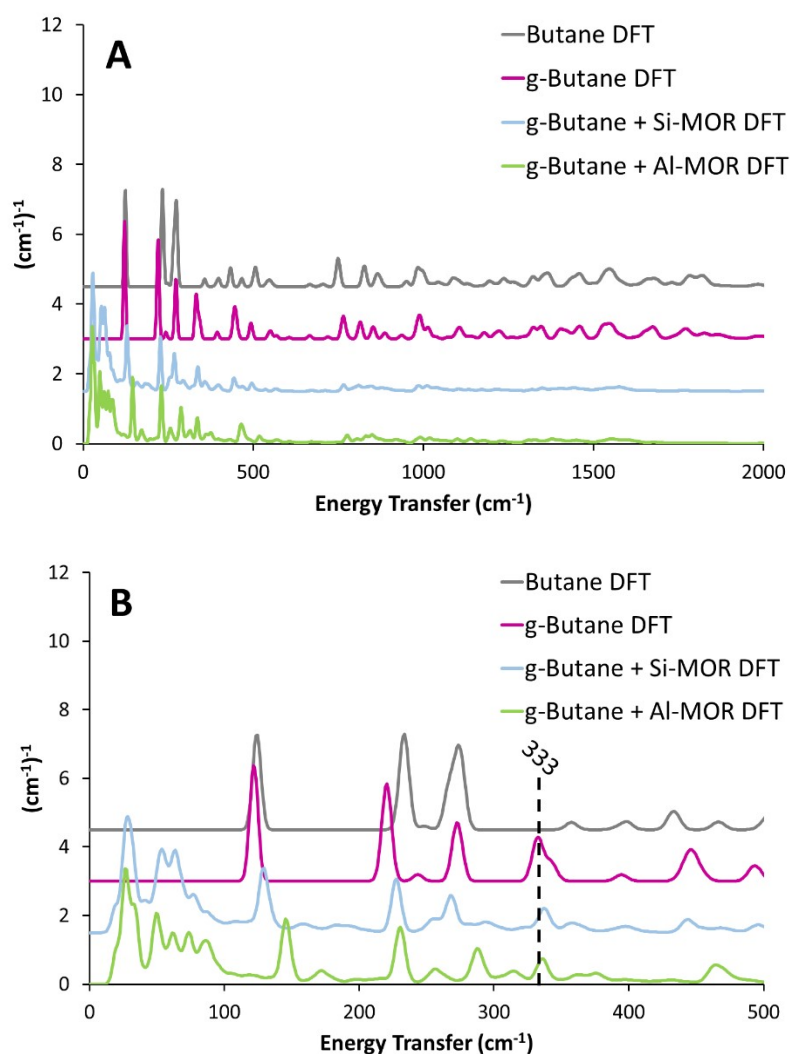 12
10
8
6
4
2
0
(cm⁻¹)⁻¹
A
Butane DFT
g-Butane DFT
g-Butane + Si-MOR DFT
g-Butane + Al-MOR DFT
0 500 1000 1500 2000
Energy Transfer (cm⁻¹)
12
10
8
6
4
2
0
(cm⁻¹)⁻¹
B
Butane DFT
g-Butane DFT
g-Butane + Si-MOR DFT
g-Butane + Al-MOR DFT
333
0 100 200 300 400 500
Energy Transfer (cm⁻¹)